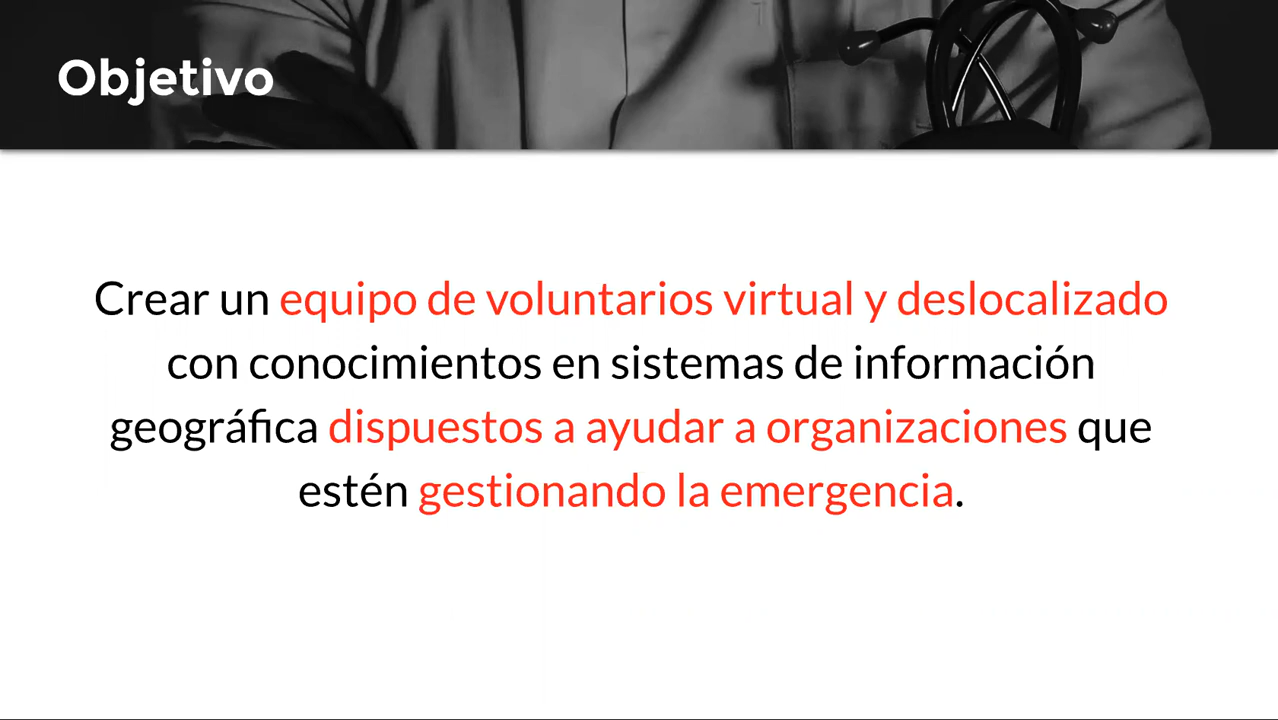 Objetivo
Crear un equipo de voluntarios virtual y deslocalizado
con conocimientos en sistemas de información
geográfica dispuestos a ayudar a organizaciones que
estén gestionando la emergencia.